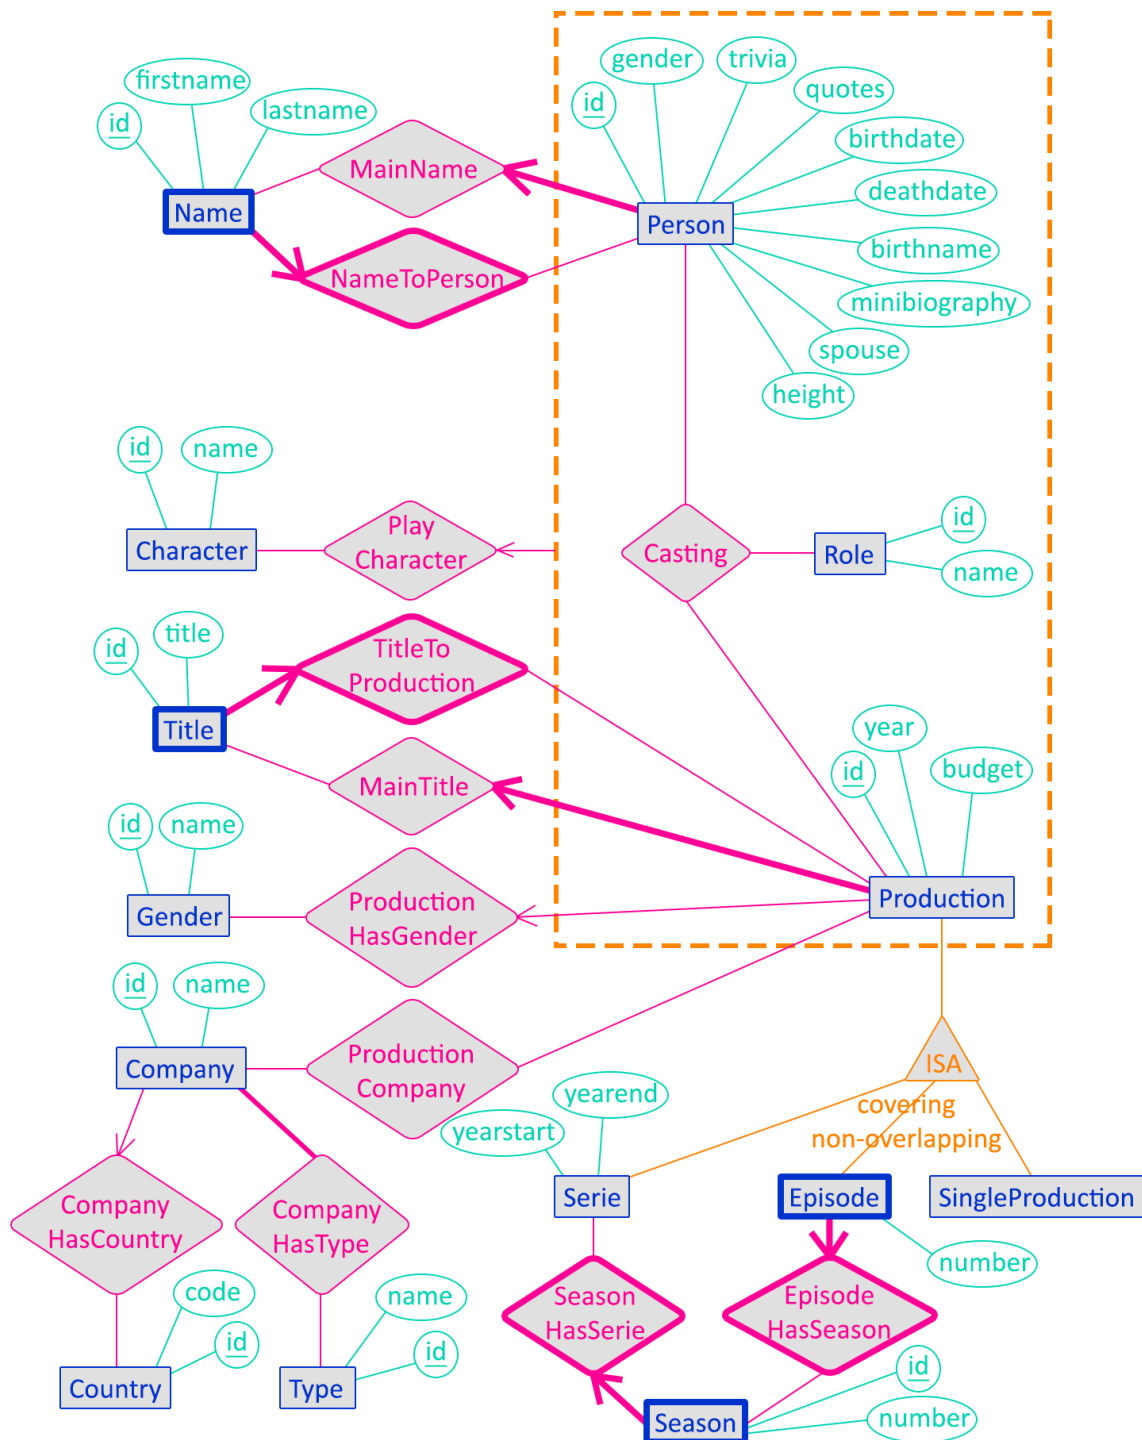 gender
trivia
firstname
quotes
id
lastname
id
birthdate
MainName
deathdate
Name
Person
birthname
NameToPerson
minibiography
spouse
height
id
name
Play
Character
Character
Casting
Role
id
name
id
title
TitleTo
Production
Title
MainTitle
year
id
budget
id
name
Production
Gender
Production
HasGender
id
name
Company
Production
Company
ISA
covering
non-overlapping
yearend
yearstart
Serie
Episode
SingleProduction
number
Company
HasCountry
Company
HasType
code
id
name
id
Country
Type
Season
HasSerie
Episode
HasSeason
id
number
Season